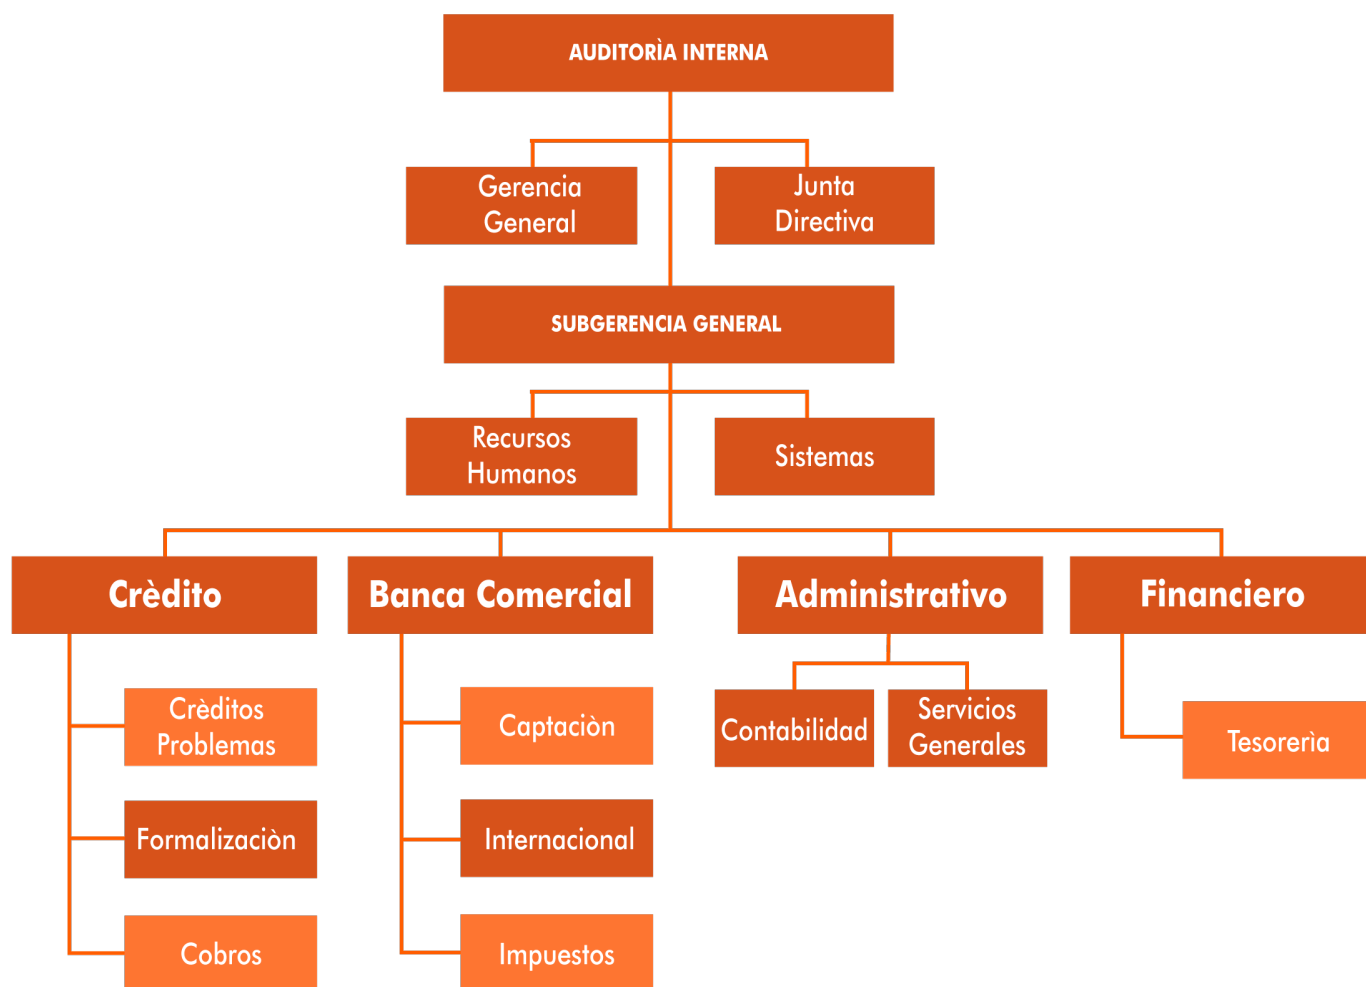 AUDITORÌA INTERNA
Gerencia
General
Junta
Directiva
SUBGERENCIA GENERAL
Recursos
Humanos
Sistemas
Crèdito
Banca Comercial
Administrativo
Financiero
Crèditos
Problemas
Formalizaciòn
Cobros
Captaciòn
Internacional
Impuestos
Contabilidad
Servicios
Generales
Tesorerìa